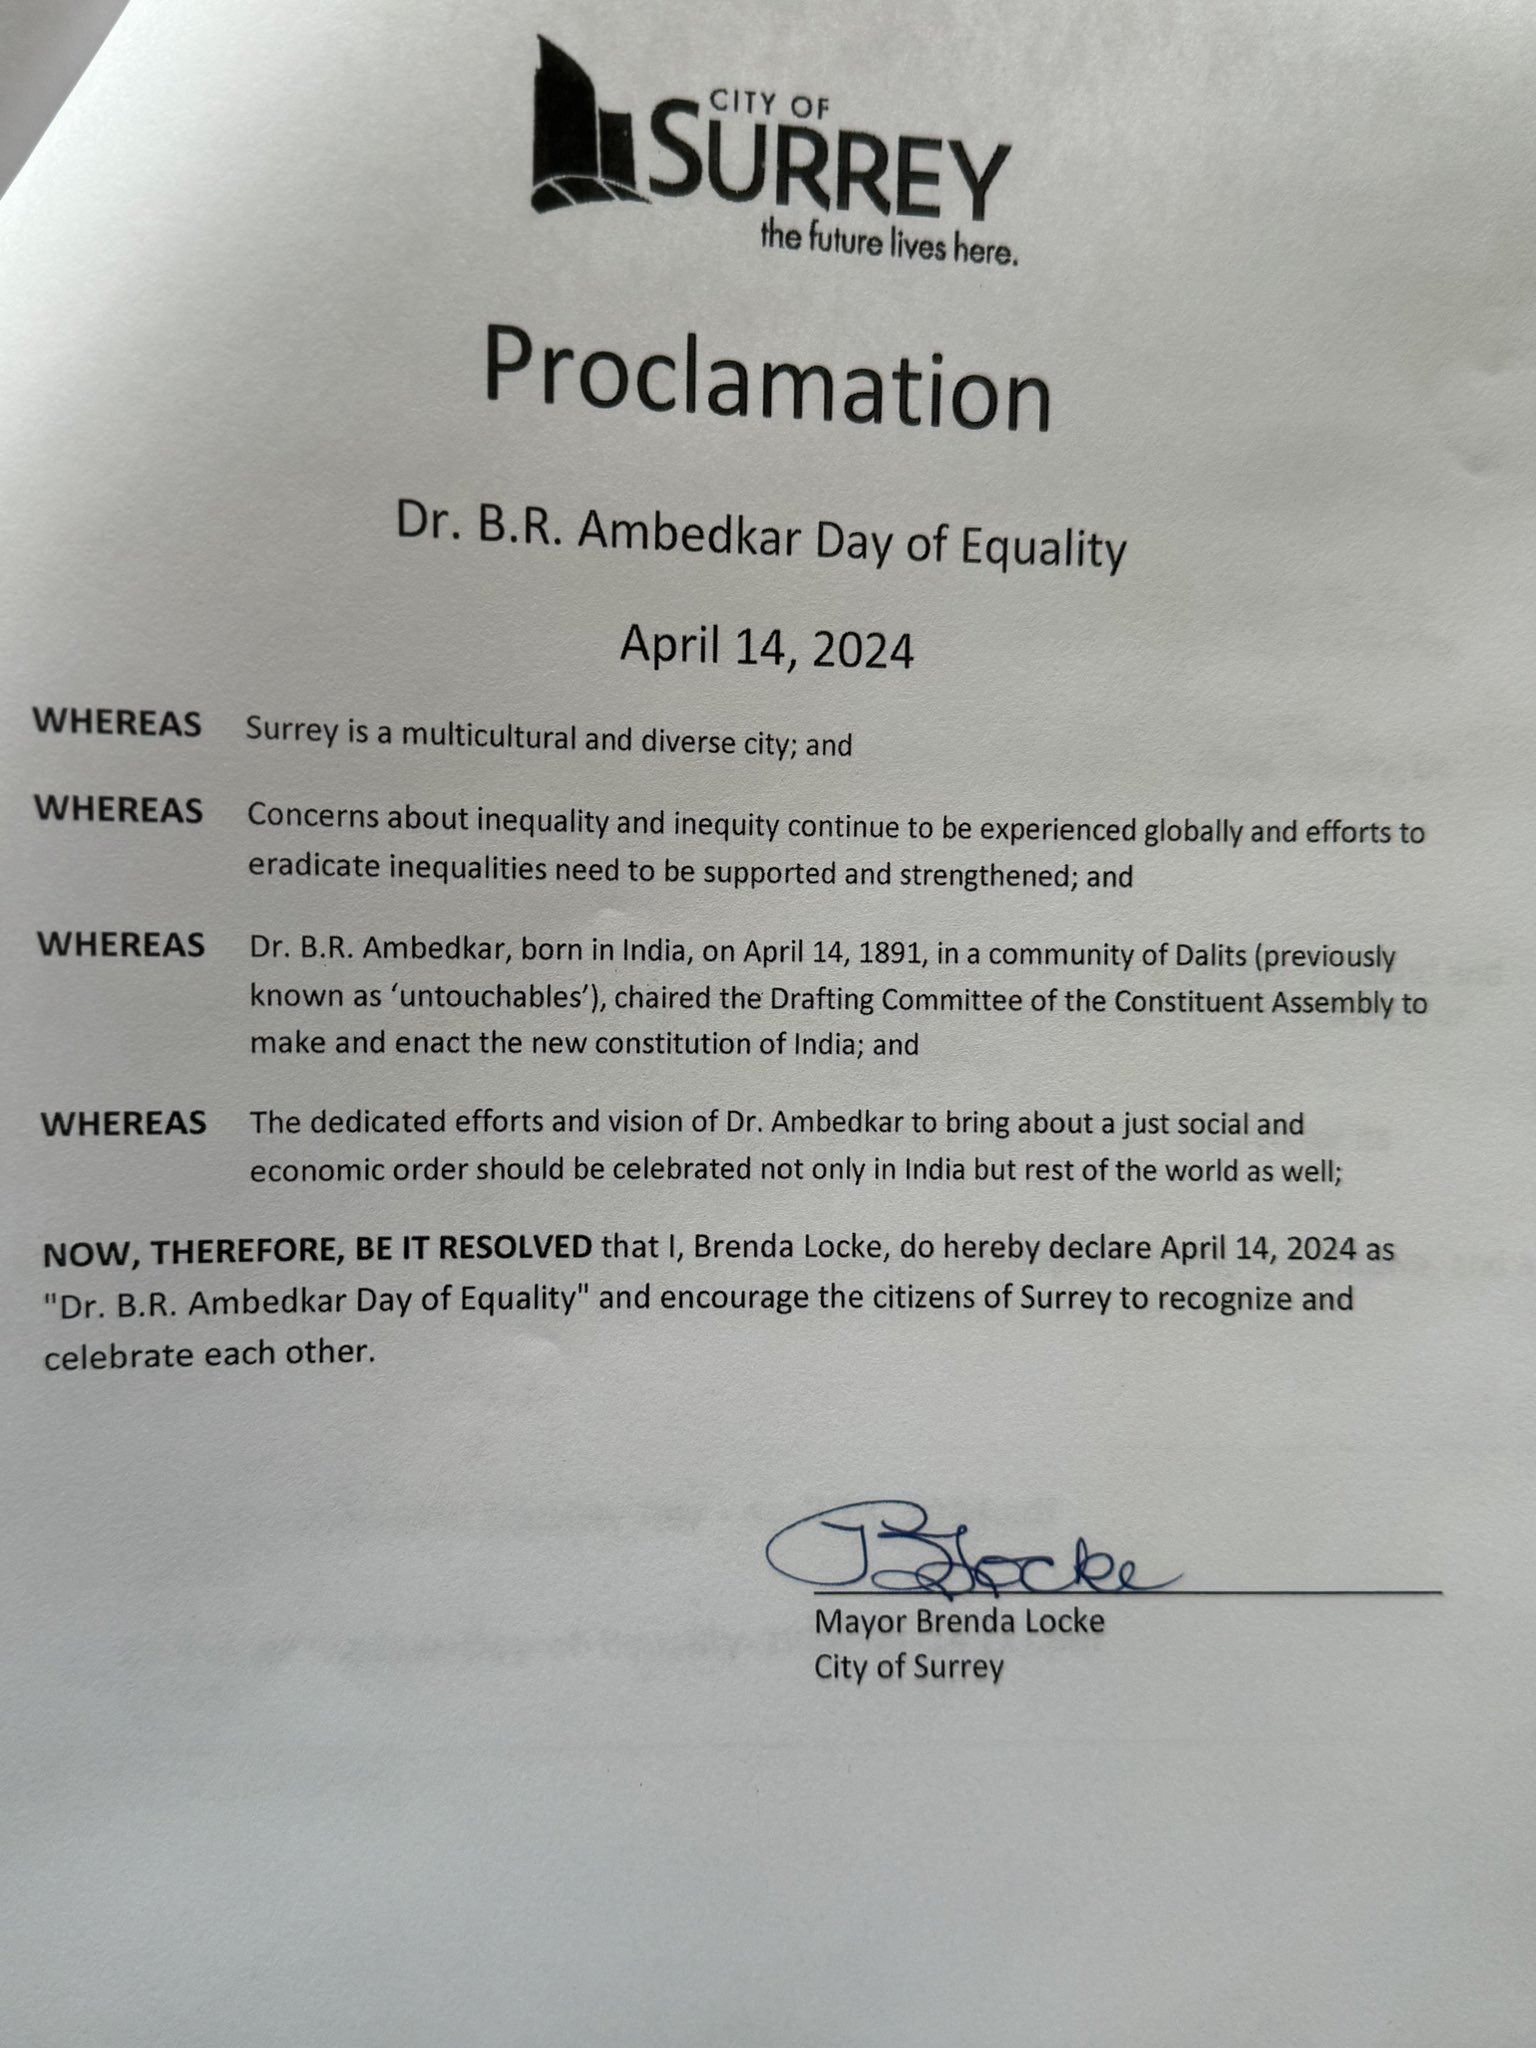 CITY OF
SURREY
the future lives here.
Proclamation
Dr. B.R. Ambedkar Day of Equality
April 14, 2024
WHEREAS Surrey is a multicultural and diverse city; and
WHEREAS Concerns about inequality and inequity continue to be experienced globally and efforts to
eradicate inequalities need to be supported and strengthened; and
WHEREAS Dr. B.R. Ambedkar, born in India, on April 14, 1891, in a community of Dalits (previously
known as ‘untouchables’), chaired the Drafting Committee of the Constituent Assembly to
make and enact the new constitution of India; and
WHEREAS The dedicated efforts and vision of Dr. Ambedkar to bring about a just social and
economic order should be celebrated not only in India but rest of the world as well;
NOW, THEREFORE, BE IT RESOLVED that I, Brenda Locke, do hereby declare April 14, 2024 as
"Dr. B.R. Ambedkar Day of Equality" and encourage the citizens of Surrey to recognize and
celebrate each other.
BLocke
Mayor Brenda Locke
City of Surrey